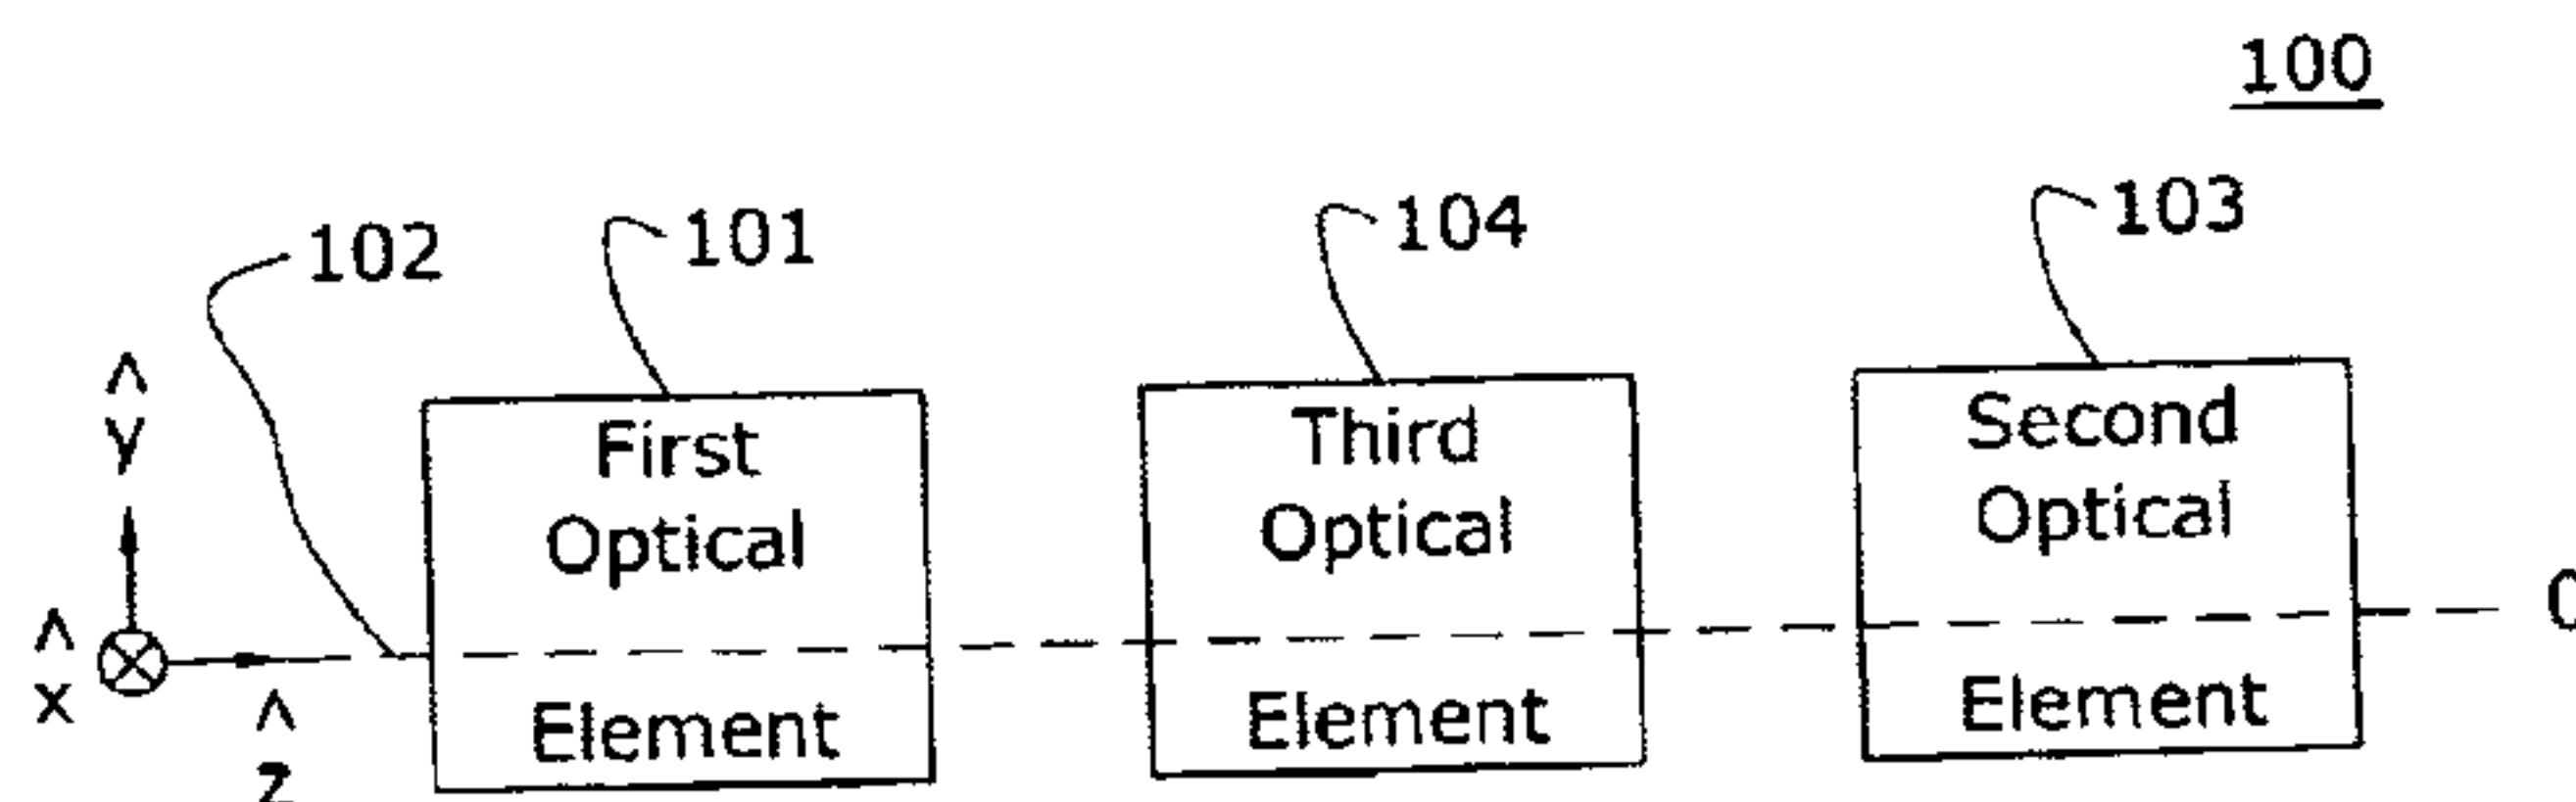 100
102
101
104
103
^
y
^
x
^
z
First
Optical
Element
Third
Optical
Element
Second
Optical
Element